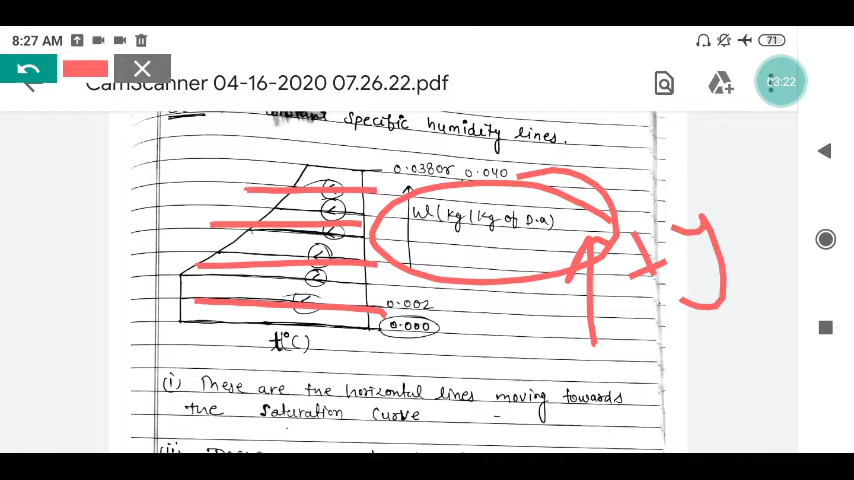 8:27 AM
71
CamScanner 04-16-2020 07.26.22.pdf
03:22
specific humidity lines.
0.038 or 0.040
W (kg/kg of D.a)
+y
0.002
0.000
t°(C)
(i) These are the horizontal lines moving towards
the saturation curve -